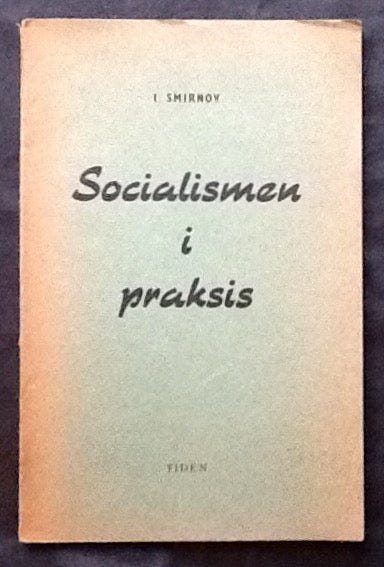 I SMIRNOV
Socialismen
i
praksis
TIDEN